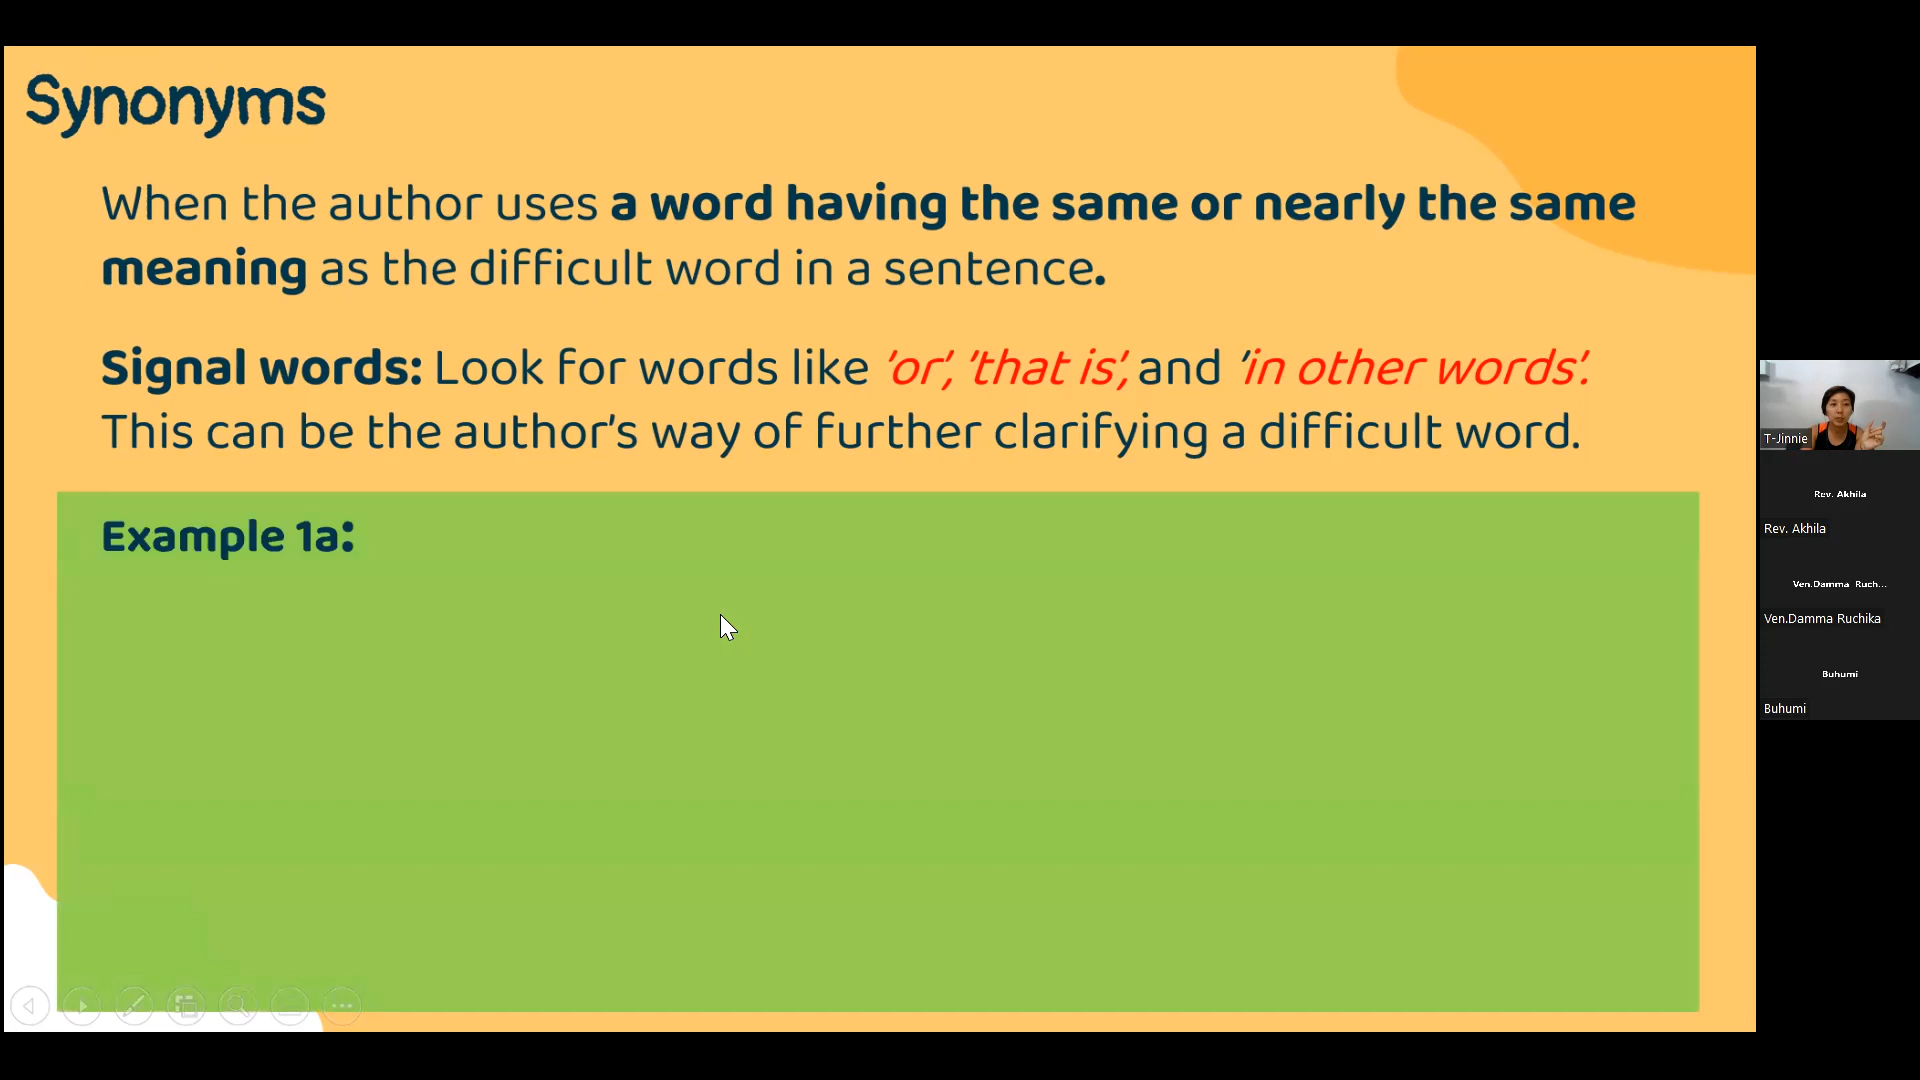 Synonyms
When the author uses a word having the same or nearly the same
meaning as the difficult word in a sentence.
Signal words: Look for words like 'or', 'that is', and 'in other words'.
This can be the author's way of further clarifying a difficult word.
Example 1a:
T-Jinnie
Rev. Akhila
Rev. Akhila
Ven.Damma Ruch...
Ven.Damma Ruchika
Buhumi
Buhumi